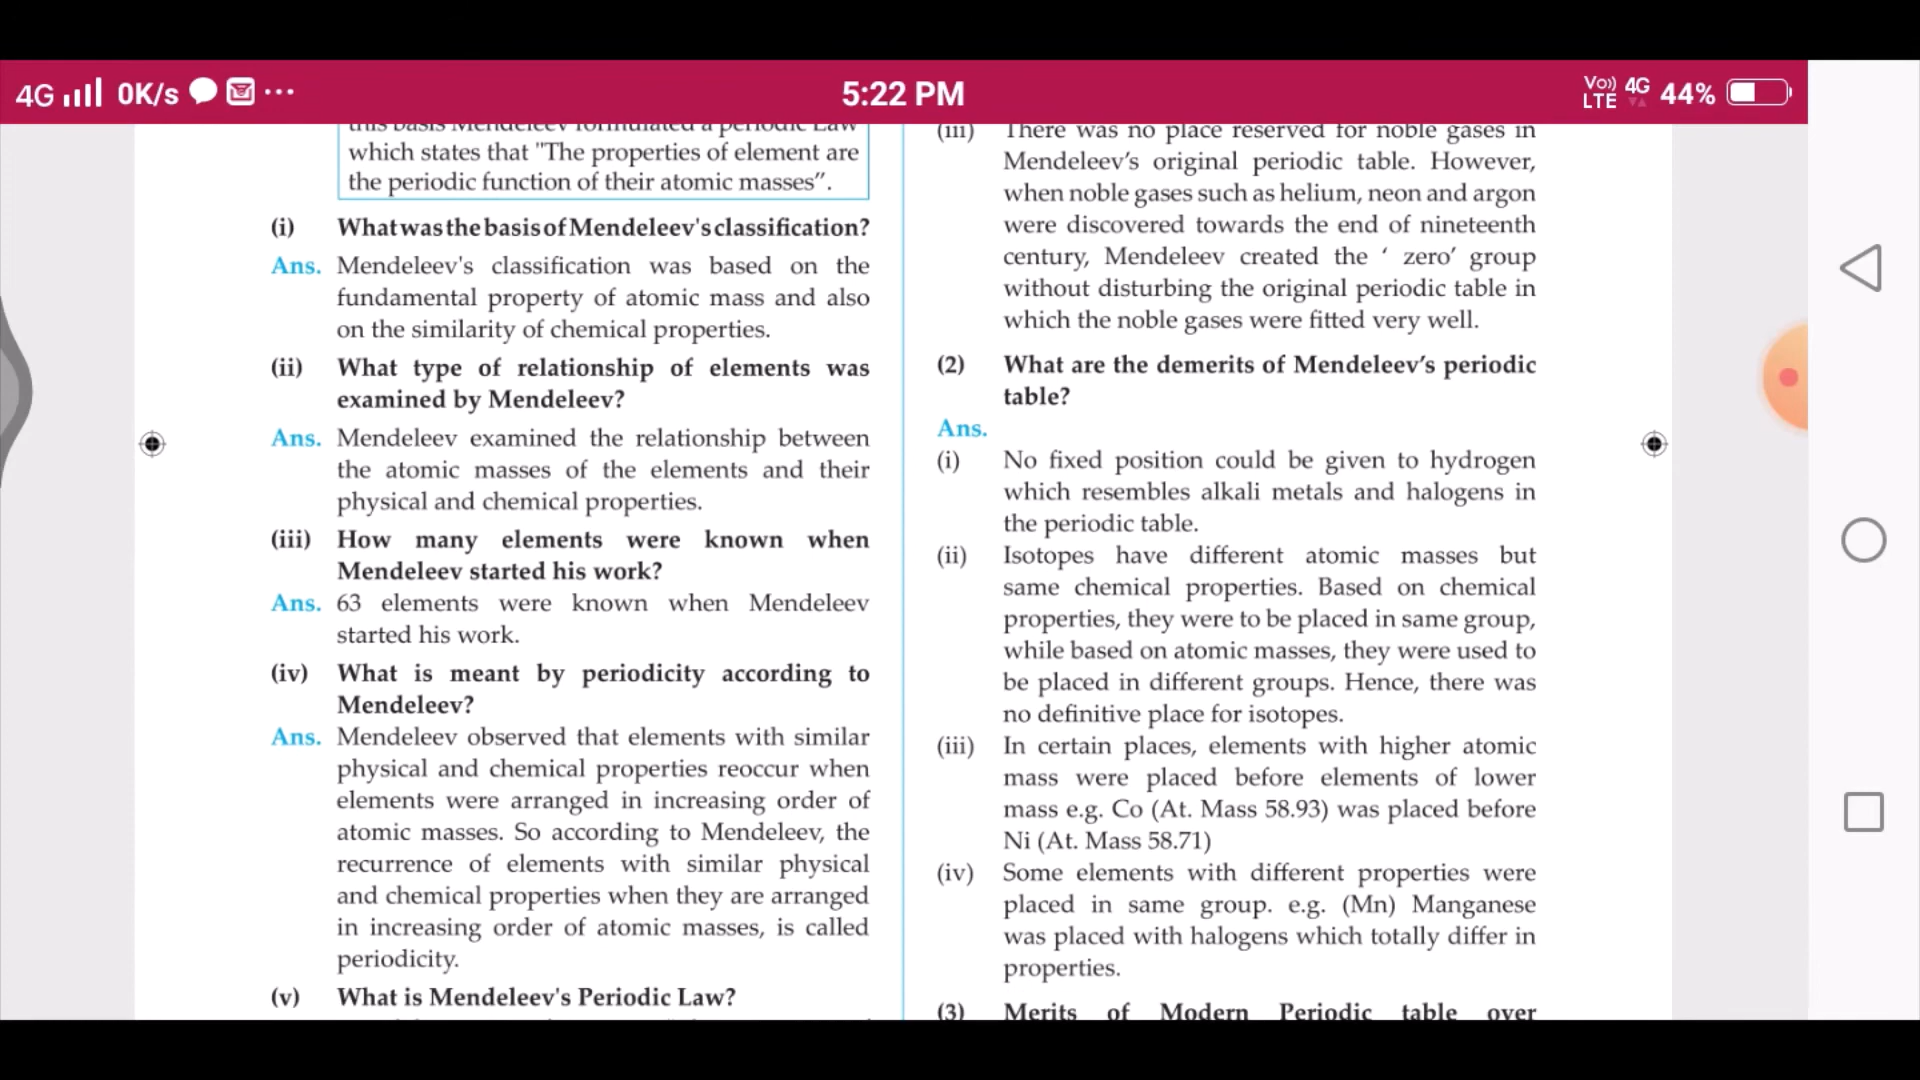 4G 0K/s ...
5:22 PM
Vo)) LTE 4G 44%
this basis Mendeleev formulated a periodic Law
which states that "The properties of element are
the periodic function of their atomic masses”.
(i) What was the basis of Mendeleev's classification?
Ans. Mendeleev's classification was based on the
fundamental property of atomic mass and also
on the similarity of chemical properties.
(ii) What type of relationship of elements was
examined by Mendeleev?
Ans. Mendeleev examined the relationship between
the atomic masses of the elements and their
physical and chemical properties.
(iii) How many elements were known when
Mendeleev started his work?
Ans. 63 elements were known when Mendeleev
started his work.
(iv) What is meant by periodicity according to
Mendeleev?
Ans. Mendeleev observed that elements with similar
physical and chemical properties reoccur when
elements were arranged in increasing order of
atomic masses. So according to Mendeleev, the
recurrence of elements with similar physical
and chemical properties when they are arranged
in increasing order of atomic masses, is called
periodicity.
(v) What is Mendeleev's Periodic Law?
(iii) There was no place reserved for noble gases in
Mendeleev’s original periodic table. However,
when noble gases such as helium, neon and argon
were discovered towards the end of nineteenth
century, Mendeleev created the ‘ zero’ group
without disturbing the original periodic table in
which the noble gases were fitted very well.
(2) What are the demerits of Mendeleev’s periodic
table?
Ans.
(i) No fixed position could be given to hydrogen
which resembles alkali metals and halogens in
the periodic table.
(ii) Isotopes have different atomic masses but
same chemical properties. Based on chemical
properties, they were to be placed in same group,
while based on atomic masses, they were used to
be placed in different groups. Hence, there was
no definitive place for isotopes.
(iii) In certain places, elements with higher atomic
mass were placed before elements of lower
mass e.g. Co (At. Mass 58.93) was placed before
Ni (At. Mass 58.71)
(iv) Some elements with different properties were
placed in same group. e.g. (Mn) Manganese
was placed with halogens which totally differ in
properties.
(3) Merits of Modern Periodic table over